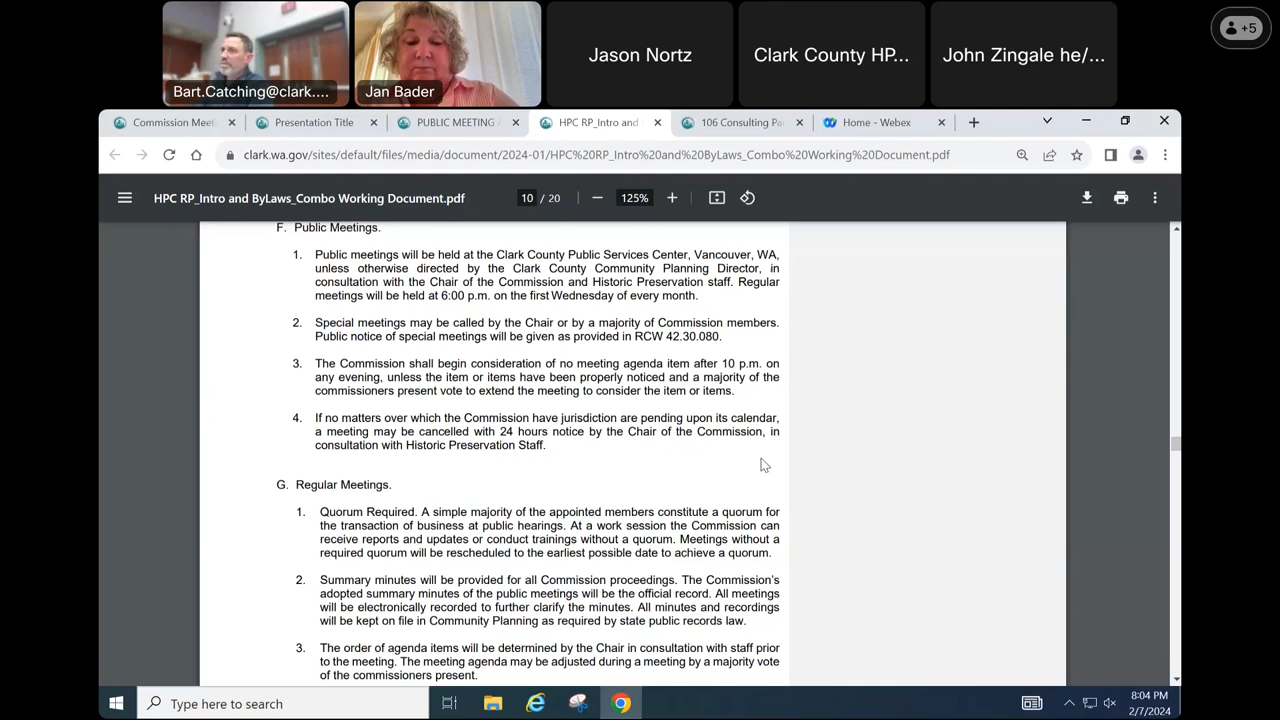 +5
Bart.Catching@clark....
Jan Bader
Jason Nortz
Clark County HP...
John Zingale he/...
Commission Meet
Presentation Title
PUBLIC MEETING A
HPC RP_Intro and
106 Consulting Pa
Home - Webex
clark.wa.gov/sites/default/files/media/document/2024-01/HPC%20RP_Intro%20and%20ByLaws_Combo%20Working%20Document.pdf
HPC RP_Intro and ByLaws_Combo Working Document.pdf
10 / 20
125%
F. Public Meetings.
1. Public meetings will be held at the Clark County Public Services Center, Vancouver, WA,
unless otherwise directed by the Clark County Community Planning Director, in
consultation with the Chair of the Commission and Historic Preservation staff. Regular
meetings will be held at 6:00 p.m. on the first Wednesday of every month.
2. Special meetings may be called by the Chair or by a majority of Commission members.
Public notice of special meetings will be given as provided in RCW 42.30.080.
3. The Commission shall begin consideration of no meeting agenda item after 10 p.m. on
any evening, unless the item or items have been properly noticed and a majority of the
commissioners present vote to extend the meeting to consider the item or items.
4. If no matters over which the Commission have jurisdiction are pending upon its calendar,
a meeting may be cancelled with 24 hours notice by the Chair of the Commission, in
consultation with Historic Preservation Staff.
G. Regular Meetings.
1. Quorum Required. A simple majority of the appointed members constitute a quorum for
the transaction of business at public hearings. At a work session the Commission can
receive reports and updates or conduct trainings without a quorum. Meetings without a
required quorum will be rescheduled to the earliest possible date to achieve a quorum.
2. Summary minutes will be provided for all Commission proceedings. The Commission's
adopted summary minutes of the public meetings will be the official record. All meetings
will be electronically recorded to further clarify the minutes. All minutes and recordings
will be kept on file in Community Planning as required by state public records law.
3. The order of agenda items will be determined by the Chair in consultation with staff prior
to the meeting. The meeting agenda may be adjusted during a meeting by a majority vote
of the commissioners present.
Type here to search
8:04 PM
2/7/2024